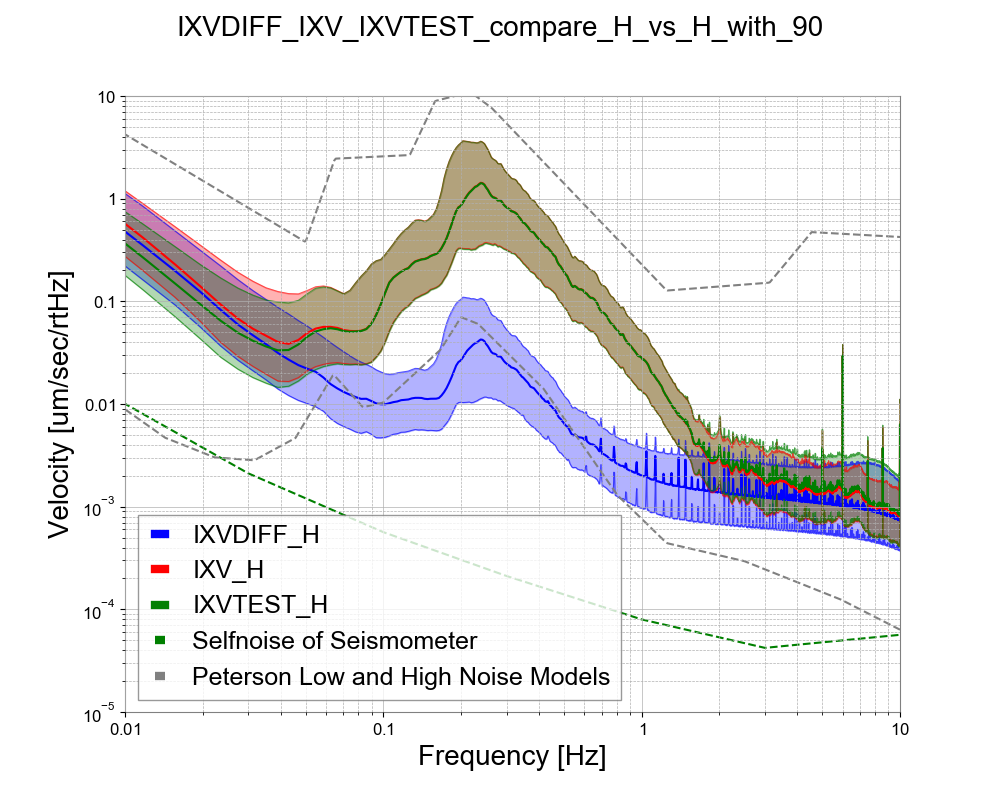 IXVDIFF_IXV_IXVTEST_compare_H_vs_H_with_90
Velocity [um/sec/rtHz]
10
1
0.1
0.01
10⁻³
10⁻⁴
10⁻⁵
IXVDIFF_H
IXV_H
IXVTEST_H
Selfnoise of Seismometer
Peterson Low and High Noise Models
0.01
0.1
1
10
Frequency [Hz]